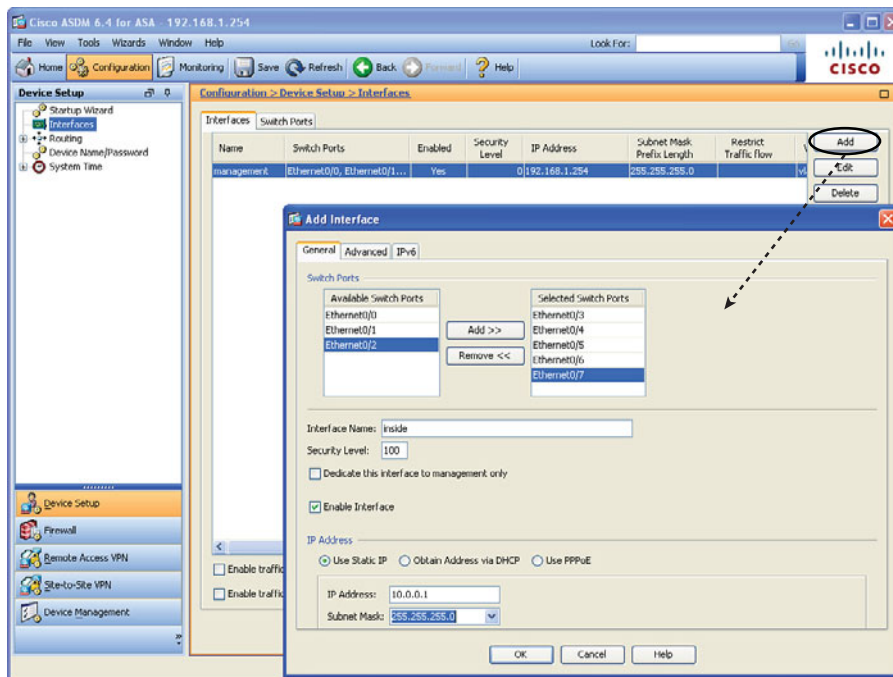 Cisco ASDM 6.4 for ASA - 192.168.1.254
File View Tools Wizards Window Help
Look For:
Go
Home Configuration Monitoring Save Refresh Back Forward Help
CISCO
Device Setup
Startup Wizard
Interfaces
Routing
Device Name/Password
System Time
Configuration > Device Setup > Interfaces
Interfaces Switch Ports
Name Switch Ports Enabled Security Level IP Address Subnet Mask Prefix Length Restrict Traffic flow
management Ethernet0/0, Ethernet0/1... Yes 0 192.168.1.254 255.255.255.0
Add
Edit
Delete
Add Interface
General Advanced IPv6
Switch Ports
Available Switch Ports
Ethernet0/0
Ethernet0/1
Ethernet0/2
Add >>
Remove <<
Selected Switch Ports
Ethernet0/3
Ethernet0/4
Ethernet0/5
Ethernet0/6
Ethernet0/7
Interface Name: inside
Security Level: 100
Dedicate this interface to management only
Enable Interface
IP Address
Use Static IP Obtain Address via DHCP Use PPPoE
IP Address: 10.0.0.1
Subnet Mask: 255.255.255.0
OK Cancel Help
Enable traffic
Enable traffic
Device Setup
Firewall
Remote Access VPN
Site-to-Site VPN
Device Management